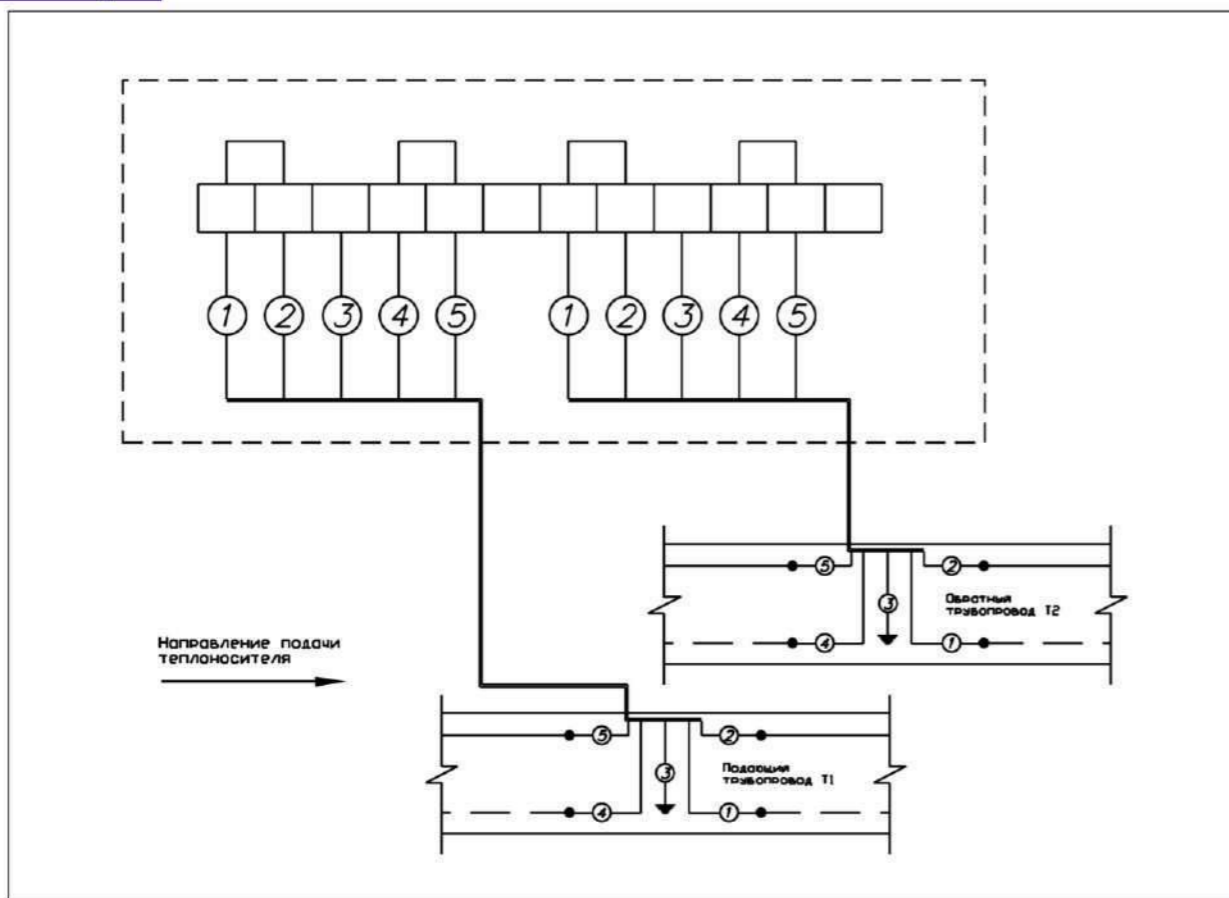 1 2 3 4 5 1 2 3 4 5
5 2
3
Обратный
трубопровод Т2
4 1
Направление подачи
теплоносителя
5 2
3
Подающий
трубопровод Т1
4 1